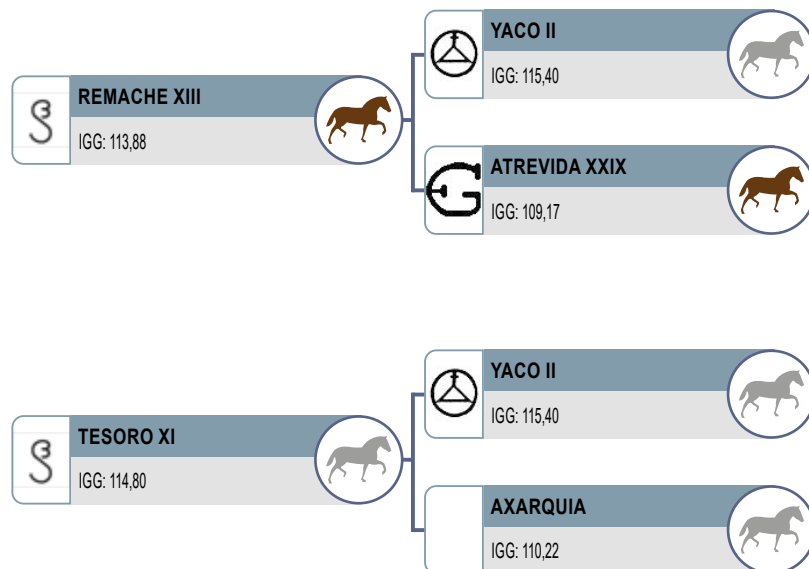 YACO II
IGG: 115,40
REMACHE XIII
IGG: 113,88
ATREVIDA XXIX
IGG: 109,17
YACO II
IGG: 115,40
TESORO XI
IGG: 114,80
AXARQUIA
IGG: 110,22